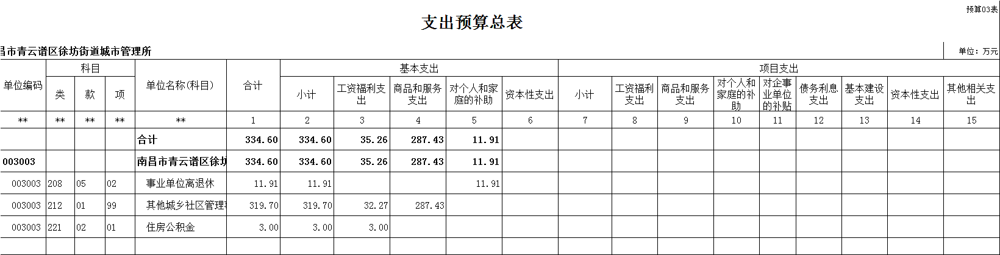 预算03表
支出预算总表
昌市青云谱区徐坊街道城市管理所 单位：万元
单位编码 科目 单位名称(科目) 合计 基本支出 项目支出
类 款 项 小计 工资福利支出 商品和服务支出 对个人和家庭的补助 资本性支出 小计 工资福利支出 商品和服务支出 对个人和家庭的补助 对企事业单位的补贴 债务利息支出 基本建设支出 资本性支出 其他相关支出
** ** ** ** ** 1 2 3 4 5 6 7 8 9 10 11 12 13 14 15
合计 334.60 334.60 35.26 287.43 11.91
003003 南昌市青云谱区徐坊 334.60 334.60 35.26 287.43 11.91
003003 208 05 02 事业单位离退休 11.91 11.91 11.91
003003 212 01 99 其他城乡社区管理 319.70 319.70 32.27 287.43
003003 221 02 01 住房公积金 3.00 3.00 3.00